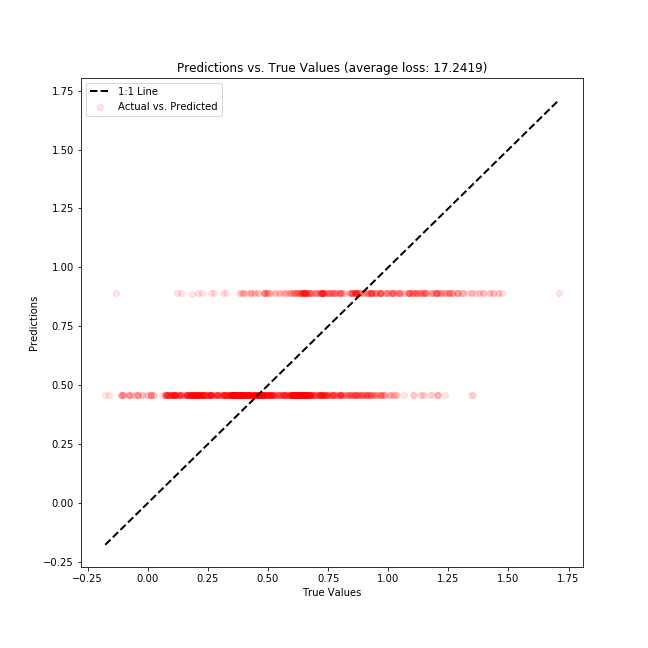 Predictions vs. True Values (average loss: 17.2419)
1:1 Line
Actual vs. Predicted
1.75
1.50
1.25
1.00
0.75
0.50
0.25
0.00
−0.25
Predictions
−0.25 0.00 0.25 0.50 0.75 1.00 1.25 1.50 1.75
True Values